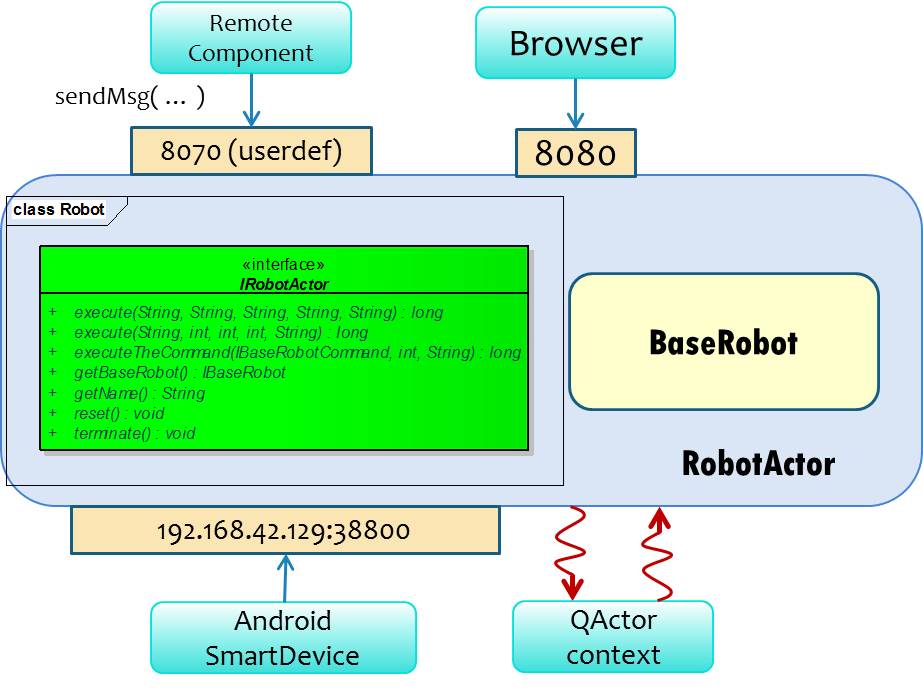 Remote
Component
Browser
sendMsg( ... )
8070 (userdef)
8080
class Robot
«interface»
IRobotActor
+ execute(String, String, String, String, String) : long
+ execute(String, int, int, int, String) : long
+ executeTheCommand(IBaseRobotCommand, int, String) : long
+ getBaseRobot() : IBaseRobot
+ getName() : String
+ reset() : void
+ terminate() : void
BaseRobot
RobotActor
192.168.42.129:38800
Android
SmartDevice
QActor
context